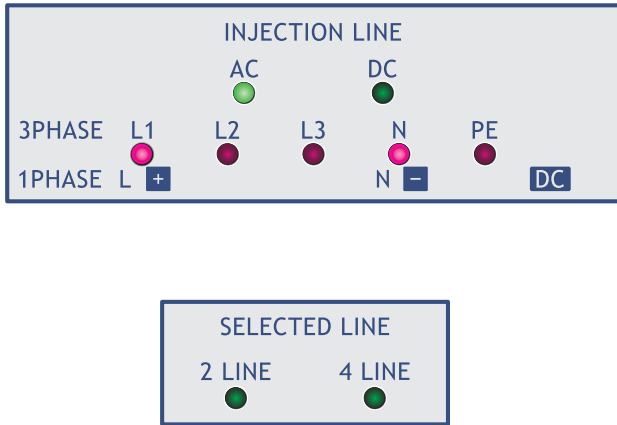 INJECTION LINE
AC DC
3PHASE L1 L2 L3 N PE
1PHASE L + N − DC
SELECTED LINE
2 LINE 4 LINE